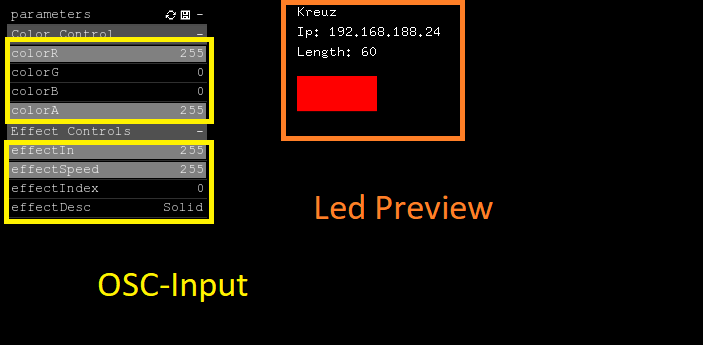 parameters -
Color Control -
colorR 255
colorG 0
colorB 0
colorA 255
Effect Controls -
effectIn 255
effectSpeed 255
effectIndex 0
effectDesc Solid
OSC-Input
Kreuz
Ip: 192.168.188.24
Length: 60
Led Preview